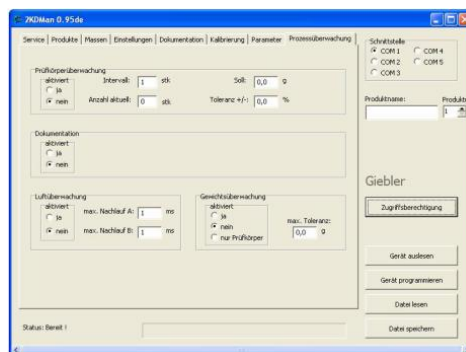 2KDMan 0.95de
Service Produkte Massen Einstellungen Dokumentation Kalibrierung Parameter Prozessüberwachung
Prüfkörperüberwachung
aktiviert
ja
nein
Intervall: 1 stk
Soll: 0,0 g
Anzahl aktuell: 0 stk
Toleranz +/-: 0,0 %
Dokumentation
aktiviert
ja
nein
Luftüberwachung
aktiviert
ja
nein
max. Nachlauf A: 1 ms
max. Nachlauf B: 1 ms
Gewichtsüberwachung
aktiviert
ja
nein
nur Prüfkörper
max. Toleranz:
0,0 g
Status: Bereit !
Schnittstelle
COM 1 COM 4
COM 2 COM 5
COM 3
Produktname: Produkt
1
Giebler
Zugriffsberechtigung
Gerät auslesen
Gerät programmieren
Datei lesen
Datei speichern